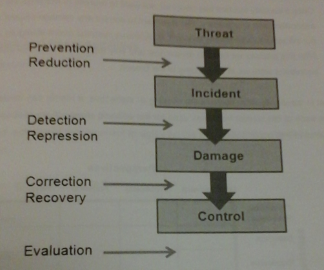 Threat
Prevention
Reduction
Incident
Detection
Repression
Damage
Correction
Recovery
Control
Evaluation